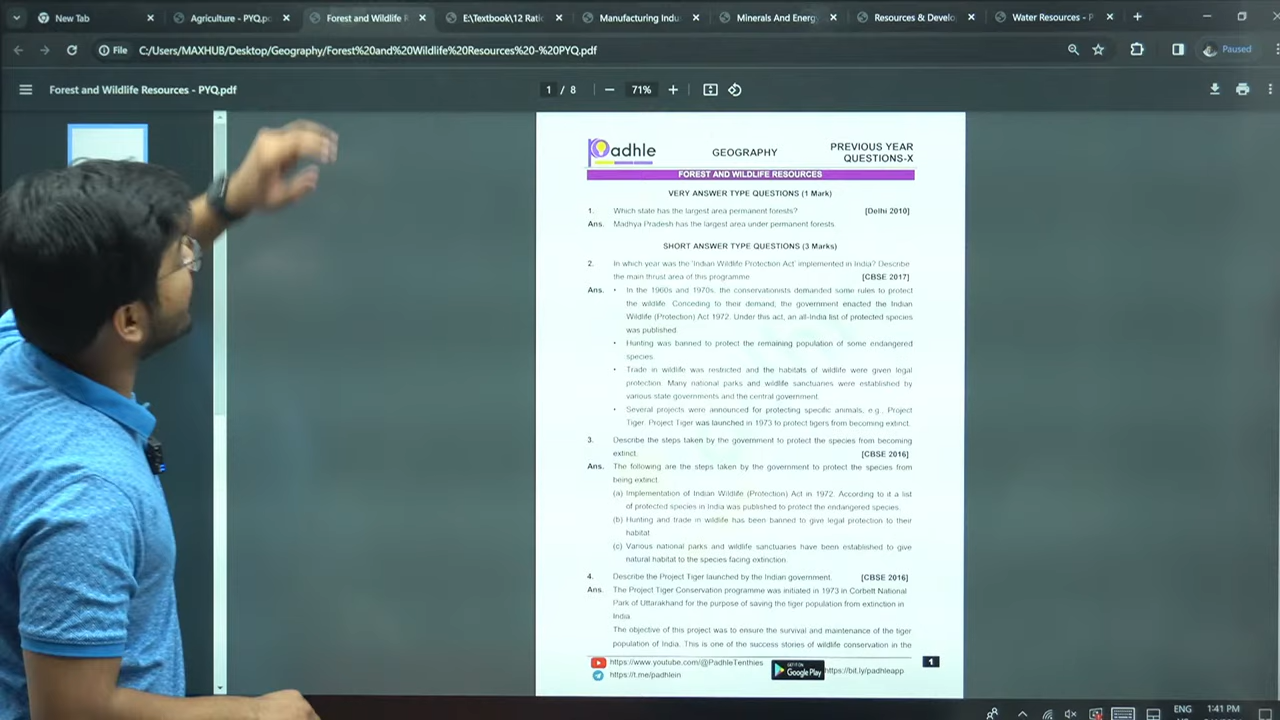 New Tab
Agriculture - PYQ.p
Forest and Wildlife R
E:\Textbook\12 Rati
Manufacturing Indu
Minerals And Energy
Resources & Develo
Water Resources - P
File
C:/Users/MAXHUB/Desktop/Geography/Forest%20and%20Wildlife%20Resources%20-%20PYQ.pdf
Paused
Forest and Wildlife Resources - PYQ.pdf
1 / 8
71%
Padhle
GEOGRAPHY
PREVIOUS YEAR
QUESTIONS-X
FOREST AND WILDLIFE RESOURCES
VERY ANSWER TYPE QUESTIONS (1 Mark)
1. Which state has the largest area permanent forests? [Delhi 2010]
Ans. Madhya Pradesh has the largest area under permanent forests.
SHORT ANSWER TYPE QUESTIONS (3 Marks)
2. In which year was the 'Indian Wildlife Protection Act' implemented in India? Describe
the main thrust area of this programme [CBSE 2017]
Ans. • In the 1960s and 1970s, the conservationists demanded some rules to protect
the wildlife. Conceding to their demand, the government enacted the Indian
Wildlife (Protection) Act 1972. Under this act, an all-India list of protected species
was published
• Hunting was banned to protect the remaining population of some endangered
species.
• Trade in wildlife was restricted and the habitats of wildlife were given legal
protection. Many national parks and wildlife sanctuaries were established by
various state governments and the central government.
• Several projects were announced for protecting specific animals, e.g., Project
Tiger. Project Tiger was launched in 1973 to protect tigers from becoming extinct.
3. Describe the steps taken by the government to protect the species from becoming
extinct. [CBSE 2016]
Ans. The following are the steps taken by the government to protect the species from
being extinct.
(a) Implementation of Indian Wildlife (Protection) Act in 1972. According to it a list
of protected species in India was published to protect the endangered species.
(b) Hunting and trade in wildlife has been banned to give legal protection to their
habitat
(c) Various national parks and wildlife sanctuaries have been established to give
natural habitat to the species facing extinction.
4. Describe the Project Tiger launched by the Indian government. [CBSE 2016]
Ans. The Project Tiger Conservation programme was initiated in 1973 in Corbett National
Park of Uttarakhand for the purpose of saving the tiger population from extinction in
India.
The objective of this project was to ensure the survival and maintenance of the tiger
population of India. This is one of the success stories of wildlife conservation in the
https://www.youtube.com/@PadhleTenthies
https://t.me/padhlein
GET IT ON
Google Play
https://bit.ly/padhleapp
1
ENG
1:41 PM